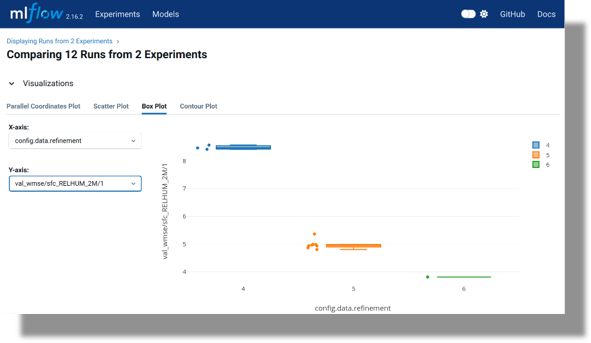 mlflow 2.16.2 Experiments Models GitHub Docs
Displaying Runs from 2 Experiments ›
Comparing 12 Runs from 2 Experiments
Visualizations
Parallel Coordinates Plot Scatter Plot Box Plot Contour Plot
X-axis:
config.data.refinement
Y-axis:
val_wmse/sfc_RELHUM_2M/1
val_wmse/sfc_RELHUM_2M/1
8
7
6
5
4
4 5 6
config.data.refinement
4
5
6